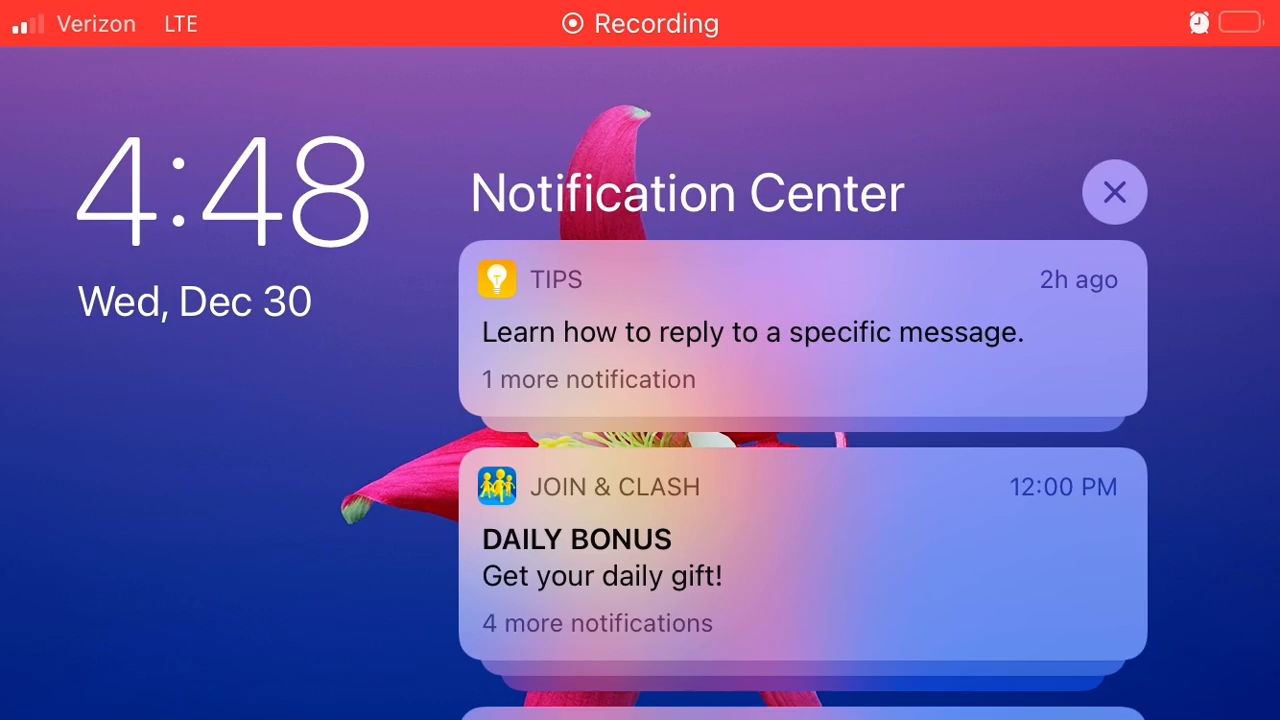 Verizon LTE Recording
4:48
Wed, Dec 30
Notification Center
TIPS 2h ago
Learn how to reply to a specific message.
1 more notification
JOIN & CLASH 12:00 PM
DAILY BONUS
Get your daily gift!
4 more notifications